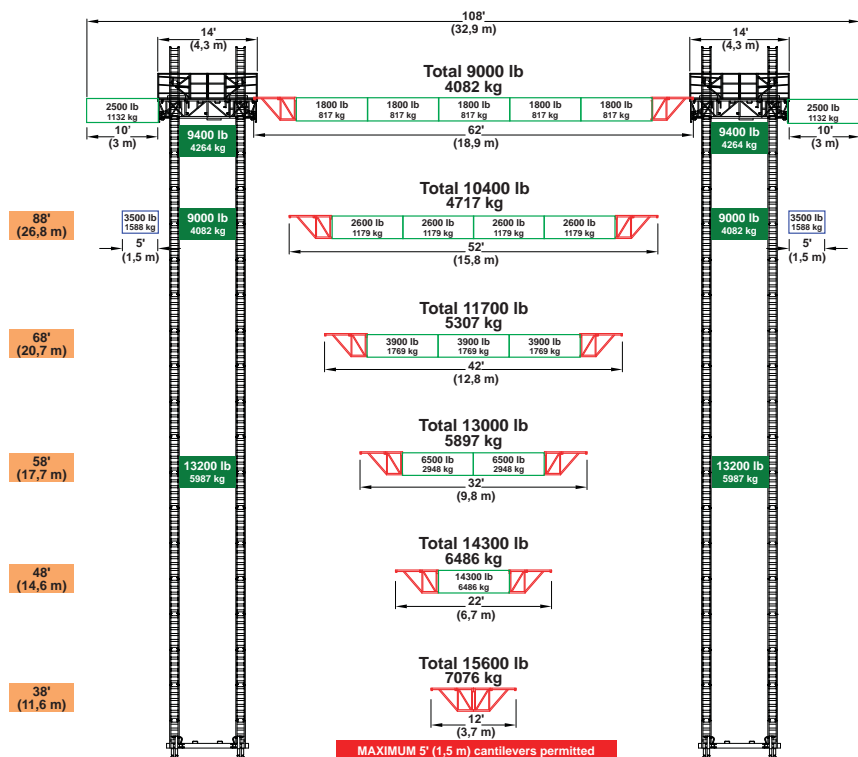 108'
(32,9 m)
14'
(4,3 m)
14'
(4,3 m)
Total 9000 lb
4082 kg
2500 lb
1132 kg
1800 lb
817 kg
1800 lb
817 kg
1800 lb
817 kg
1800 lb
817 kg
1800 lb
817 kg
2500 lb
1132 kg
10'
(3 m)
9400 lb
4264 kg
62'
(18,9 m)
9400 lb
4264 kg
10'
(3 m)
Total 10400 lb
4717 kg
88'
(26,8 m)
3500 lb
1588 kg
9000 lb
4082 kg
2600 lb
1179 kg
2600 lb
1179 kg
2600 lb
1179 kg
2600 lb
1179 kg
9000 lb
4082 kg
3500 lb
1588 kg
5'
(1,5 m)
52'
(15,8 m)
5'
(1,5 m)
Total 11700 lb
5307 kg
68'
(20,7 m)
3900 lb
1769 kg
3900 lb
1769 kg
3900 lb
1769 kg
42'
(12,8 m)
Total 13000 lb
5897 kg
58'
(17,7 m)
13200 lb
5987 kg
6500 lb
2948 kg
6500 lb
2948 kg
13200 lb
5987 kg
32'
(9,8 m)
Total 14300 lb
6486 kg
48'
(14,6 m)
14300 lb
6486 kg
22'
(6,7 m)
Total 15600 lb
7076 kg
38'
(11,6 m)
12'
(3,7 m)
MAXIMUM 5' (1,5 m) cantilevers permitted